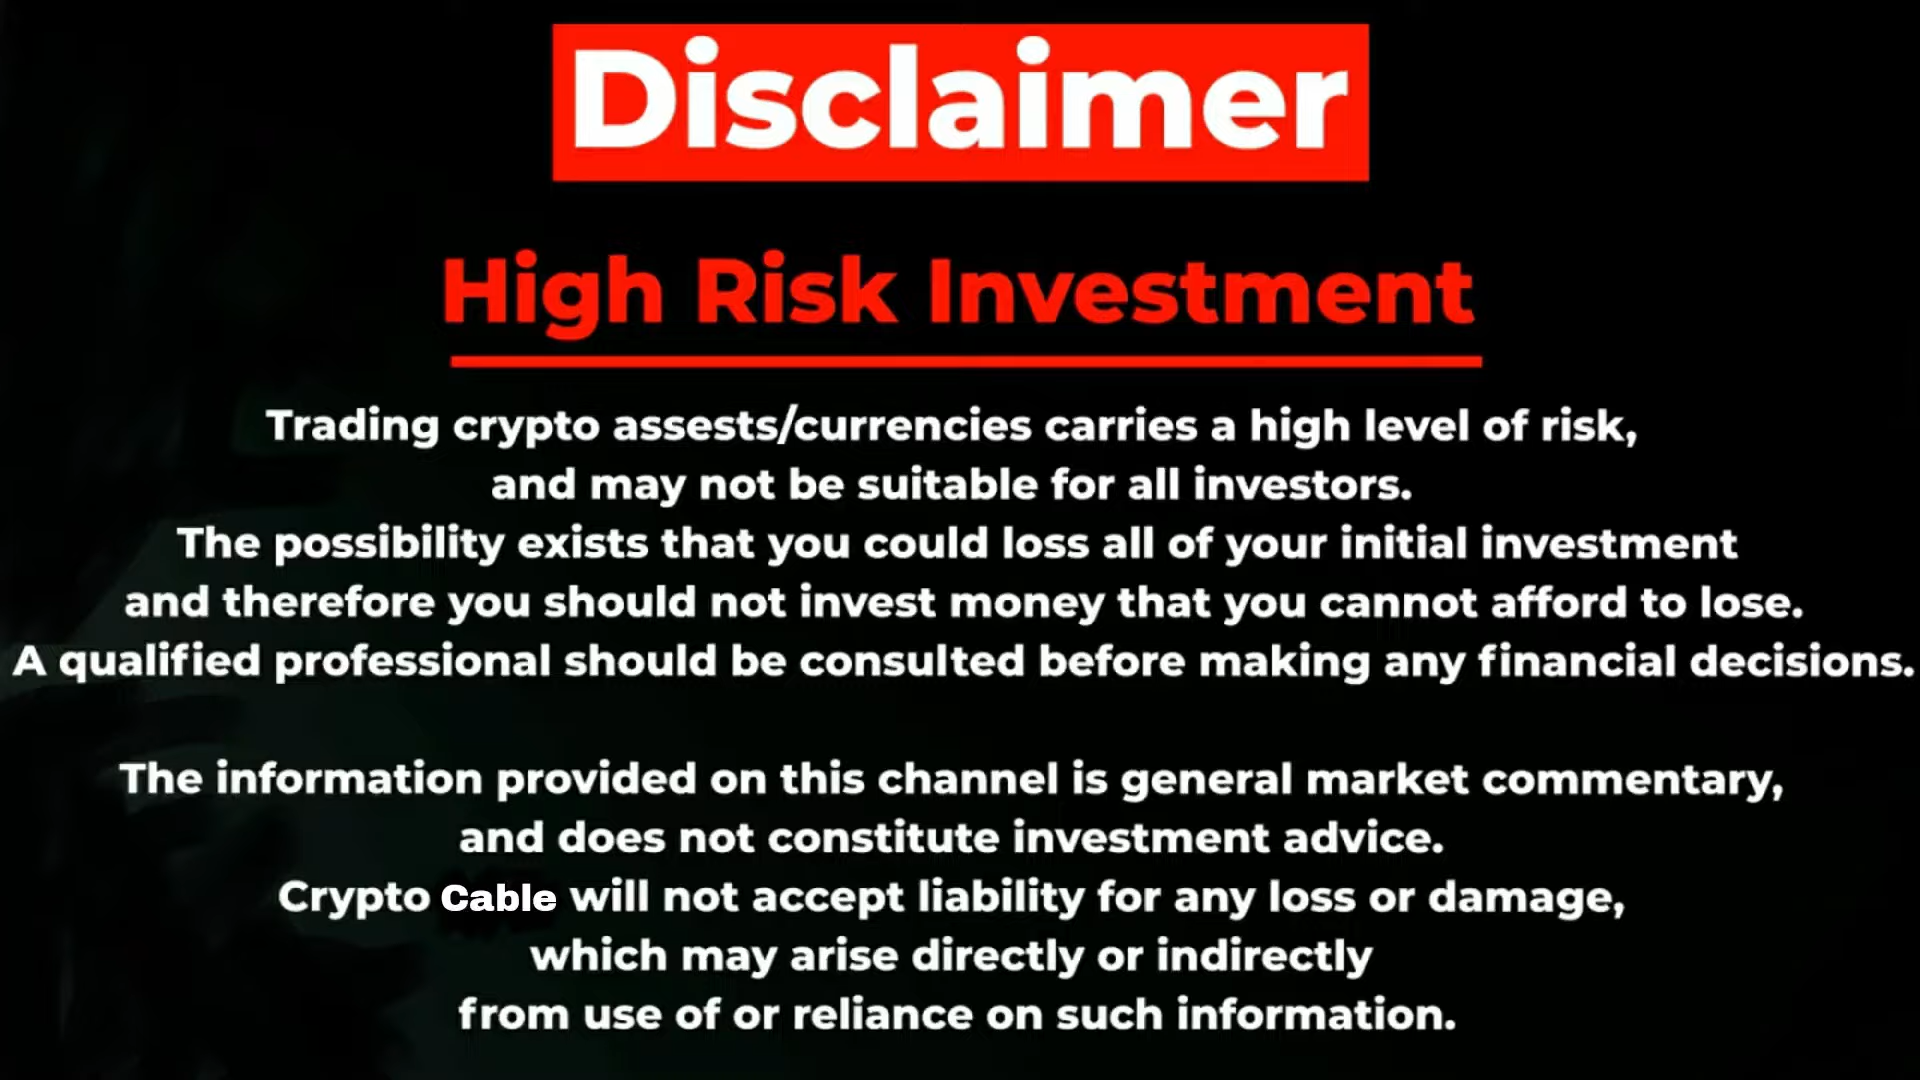 Disclaimer
High Risk Investment
Trading crypto assests/currencies carries a high level of risk,
and may not be suitable for all investors.
The possibility exists that you could loss all of your initial investment
and therefore you should not invest money that you cannot afford to lose.
A qualified professional should be consulted before making any financial decisions.
The information provided on this channel is general market commentary,
and does not constitute investment advice.
Crypto Cable will not accept liability for any loss or damage,
which may arise directly or indirectly
from use of or reliance on such information.